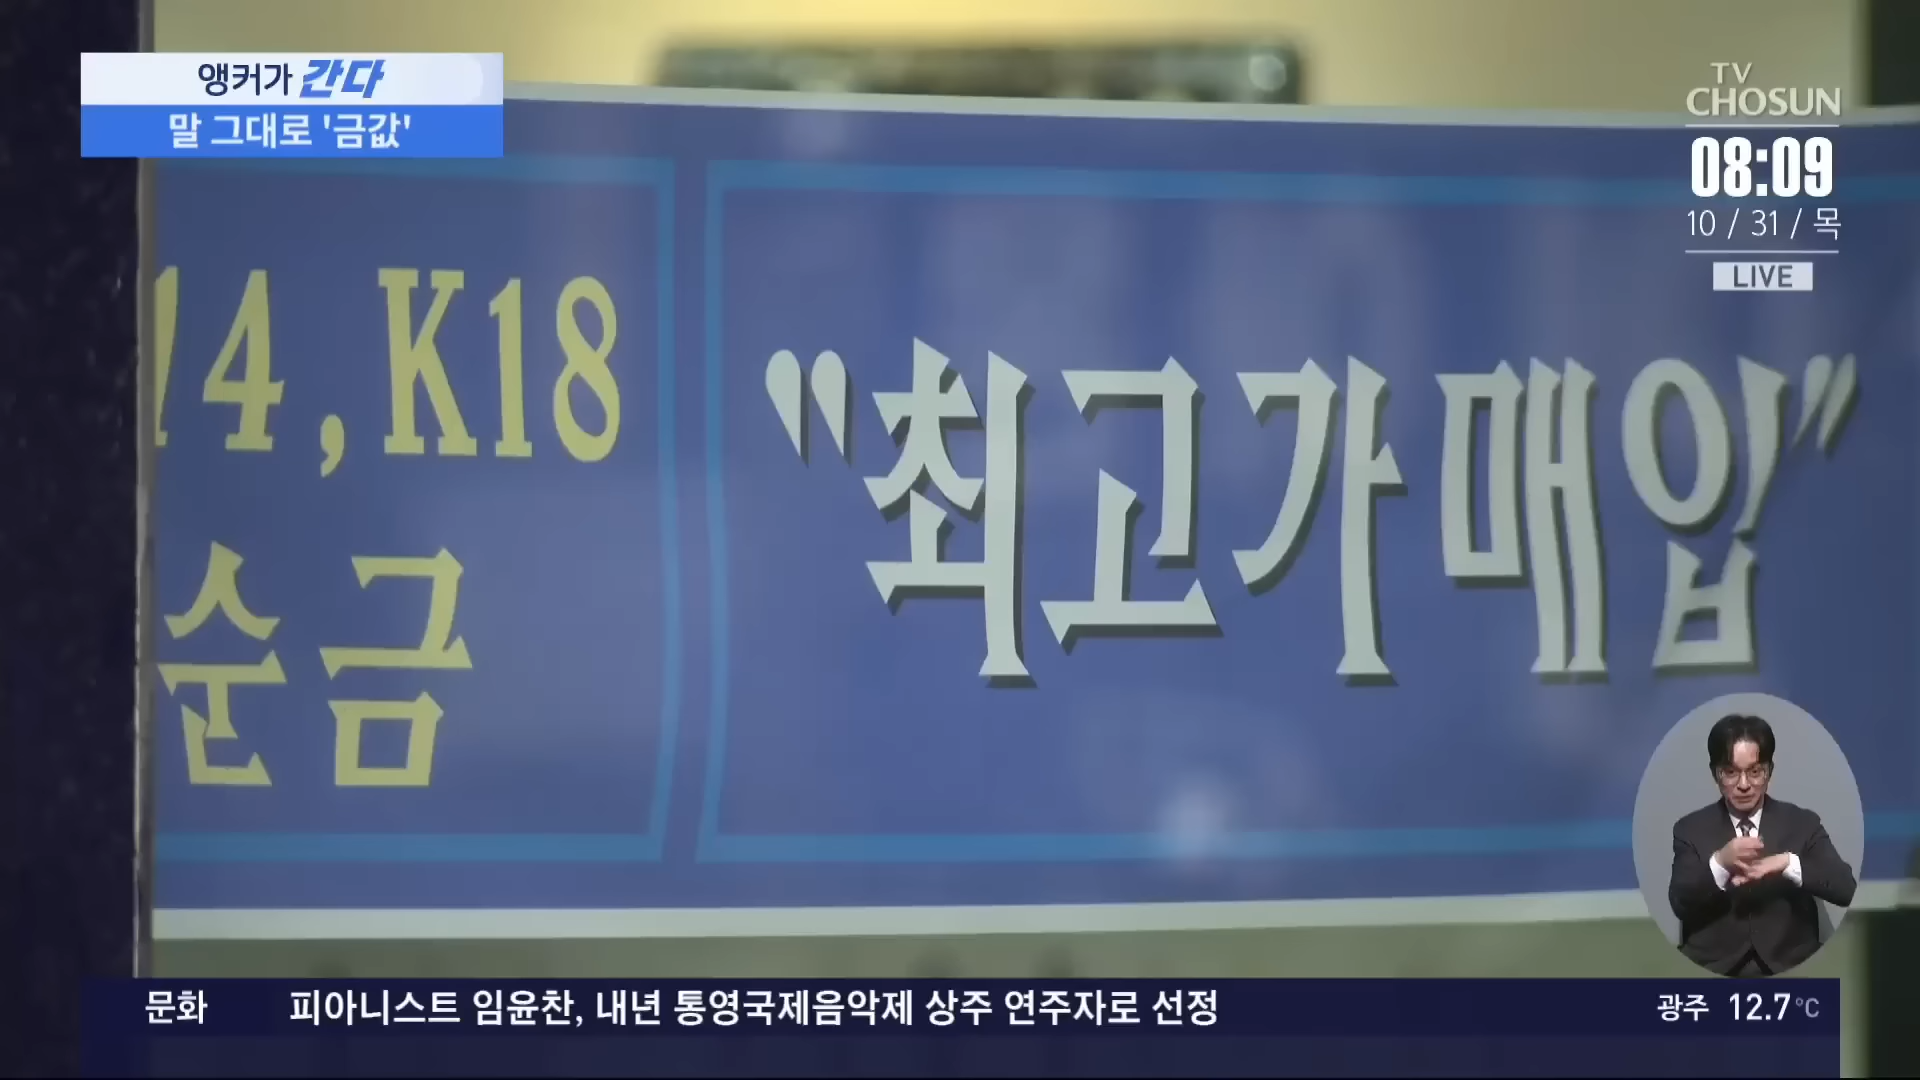 앵커가 간다
말 그대로 '금값'
TV
CHOSUN
08:09
10 / 31 / 목
LIVE
14, K18
순금
"최고가매입"
문화 피아니스트 임윤찬, 내년 통영국제음악제 상주 연주자로 선정
광주 12.7℃